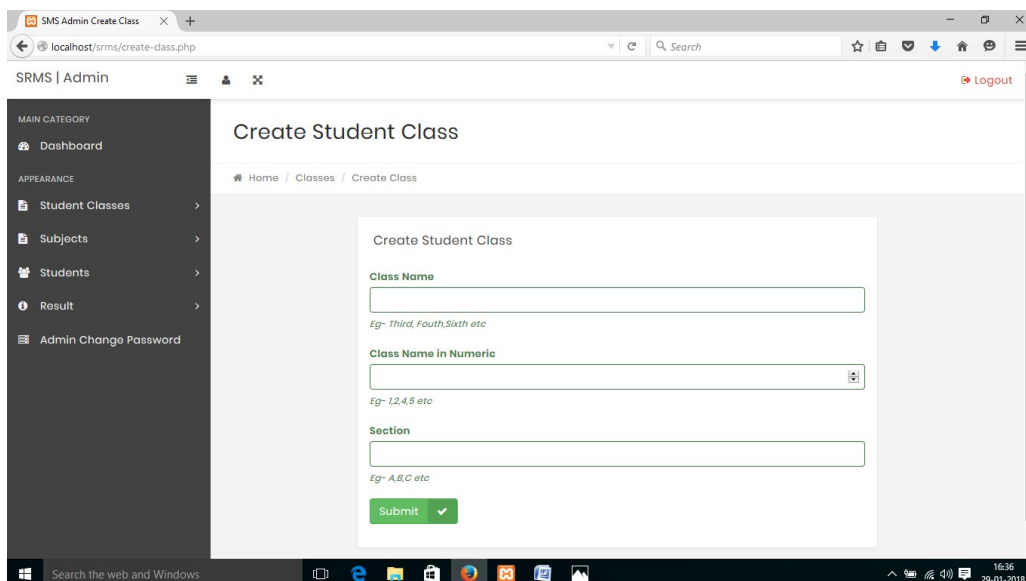 SMS Admin Create Class
localhost/srms/create-class.php
Search
SRMS | Admin
Logout
MAIN CATEGORY
Dashboard
APPEARANCE
Student Classes
Subjects
Students
Result
Admin Change Password
Create Student Class
Home / Classes / Create Class
Create Student Class
Class Name
Eg- Third, Fouth,Sixth etc
Class Name in Numeric
Eg- 1,2,4,5 etc
Section
Eg- A,B,C etc
Submit
Search the web and Windows
16:36
29-01-2018